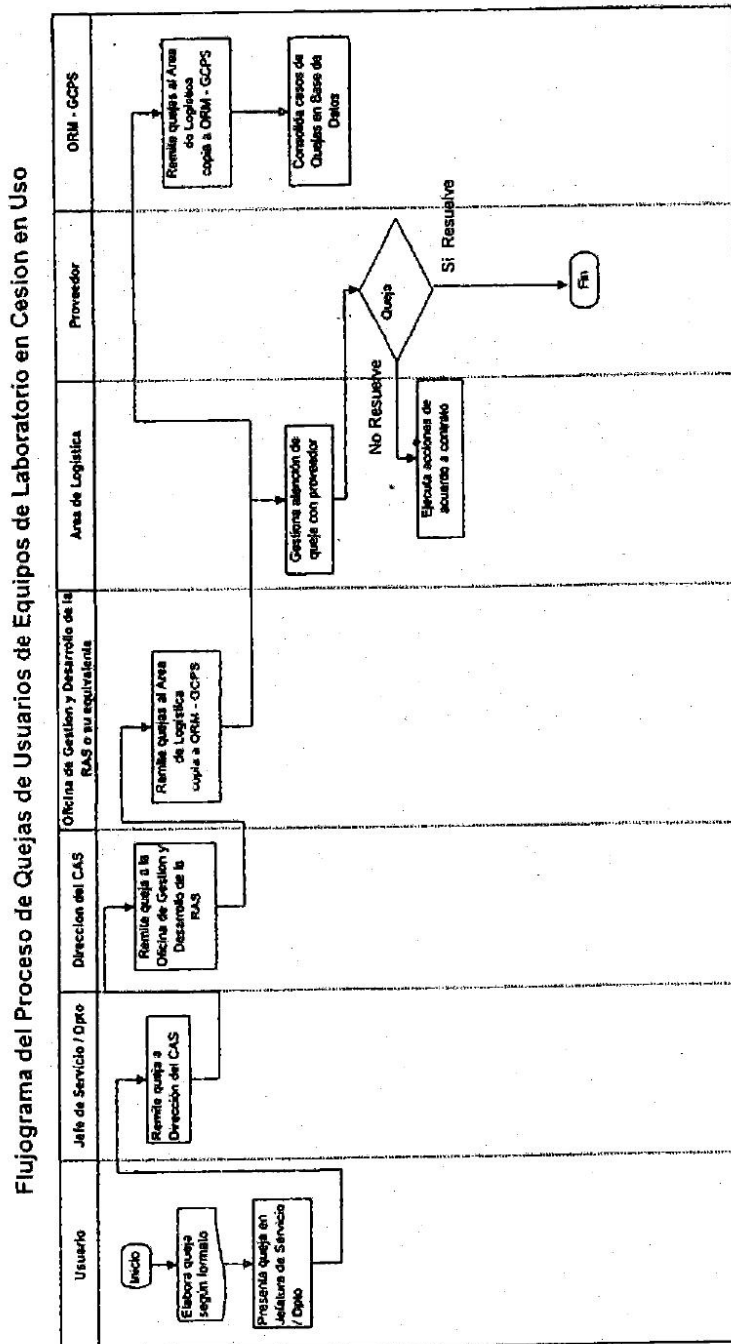 Flujograma del Proceso de Quejas de Usuarios de Equipos de Laboratorio en Cesion en Uso
Usuario
Jefe de Servicio / Dpto
Direccion del CAS
Oficina de Gestion y Desarrollo de la
RAS o su equivalente
Area de Logistica
Proveedor
ORM - GCPS
Inicio
Elabora queja
según formato
Presenta queja en
Jefatura de Servicio
/ Dpto
Remite queja a
Dirección del CAS
Remite queja a la
Oficina de Gestion y
Desarrollo de la
RAS
Remite quejas al Area
de Logistica
copia a ORM - GCPS
Gestiona atención de
queja con proveedor
No Resuelve
Ejecuta acciones de
acuerdo a contrato
Queja
Si Resuelve
Fin
Remite quejas al Area
de Logistica
copia a ORM - GCPS
Consolida casos de
Quejas en Base de
Datos